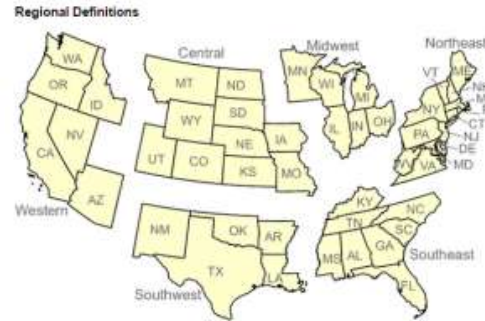 Regional Definitions
Central
Midwest
Northeast
WA
OR
ID
NV
CA
AZ
Western
MT
ND
SD
WY
NE
IA
UT
CO
KS
MO
MN
WI
MI
IL
IN
OH
VT
ME
NY
PA
CT
NJ
DE
MD
WV
VA
NM
OK
AR
TX
LA
Southwest
KY
TN
NC
SC
MS
AL
GA
FL
Southeast